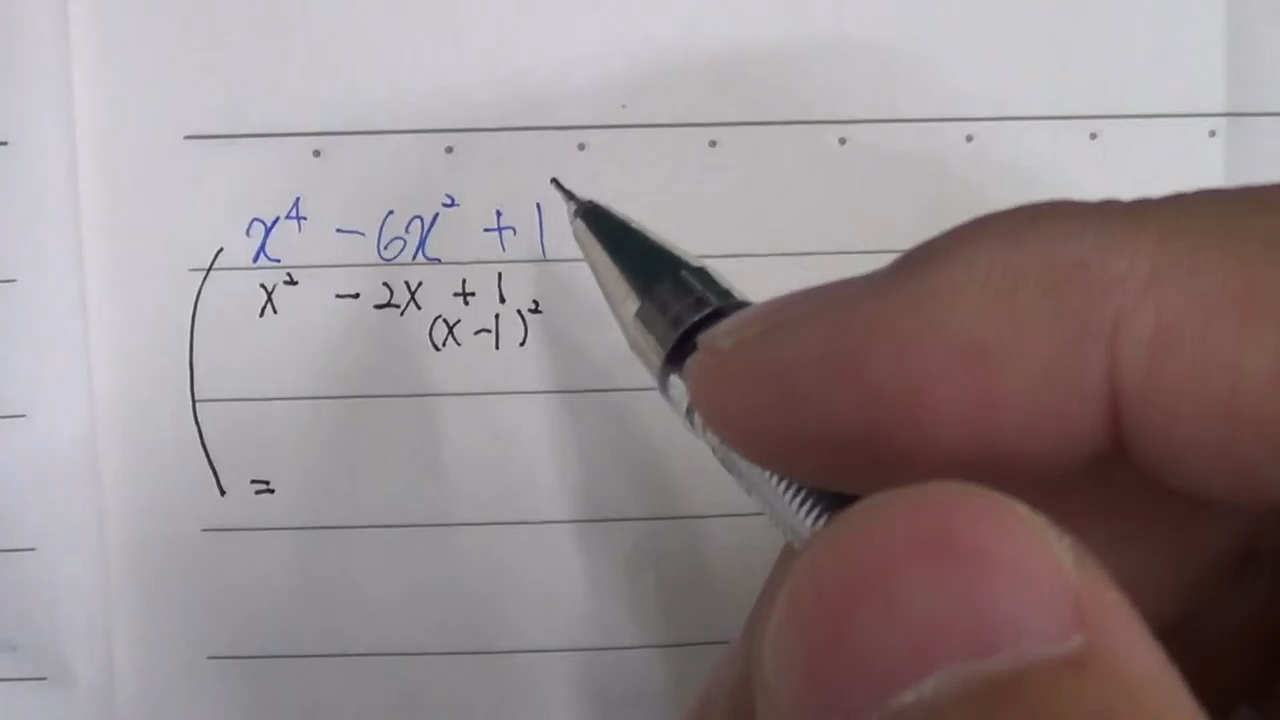 x⁴ - 6x² + 1
x² - 2x + 1
(x - 1)²
=